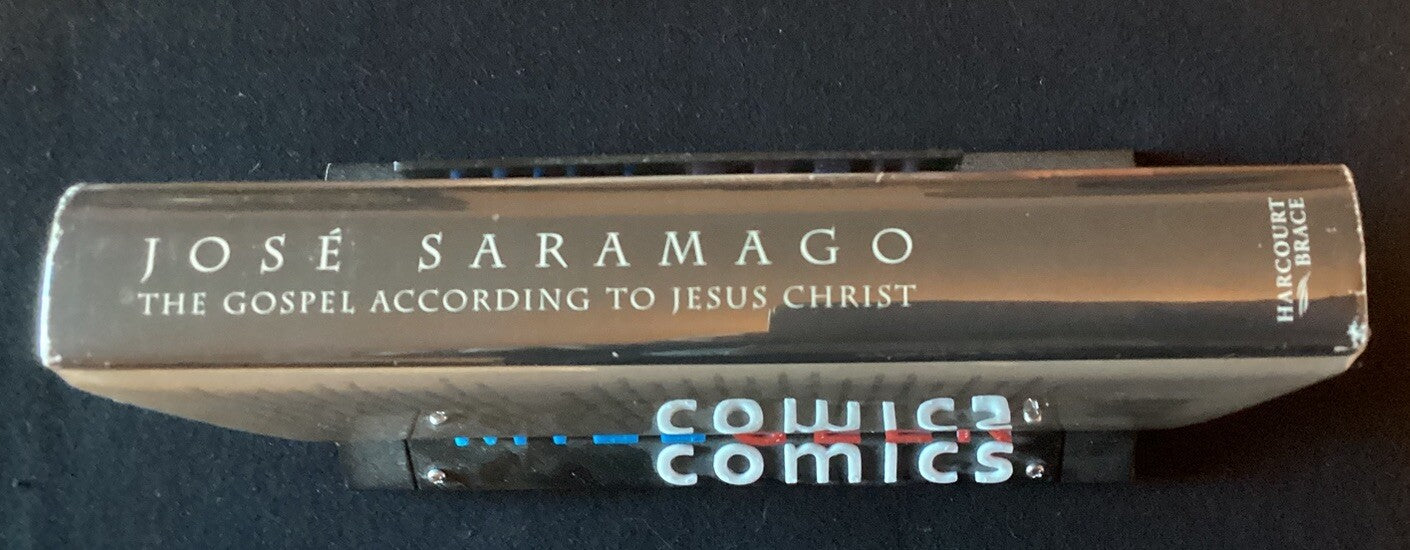 JOSÉ SARAMAGO
THE GOSPEL ACCORDING TO JESUS CHRIST
HARCOURT
BRACE
comics